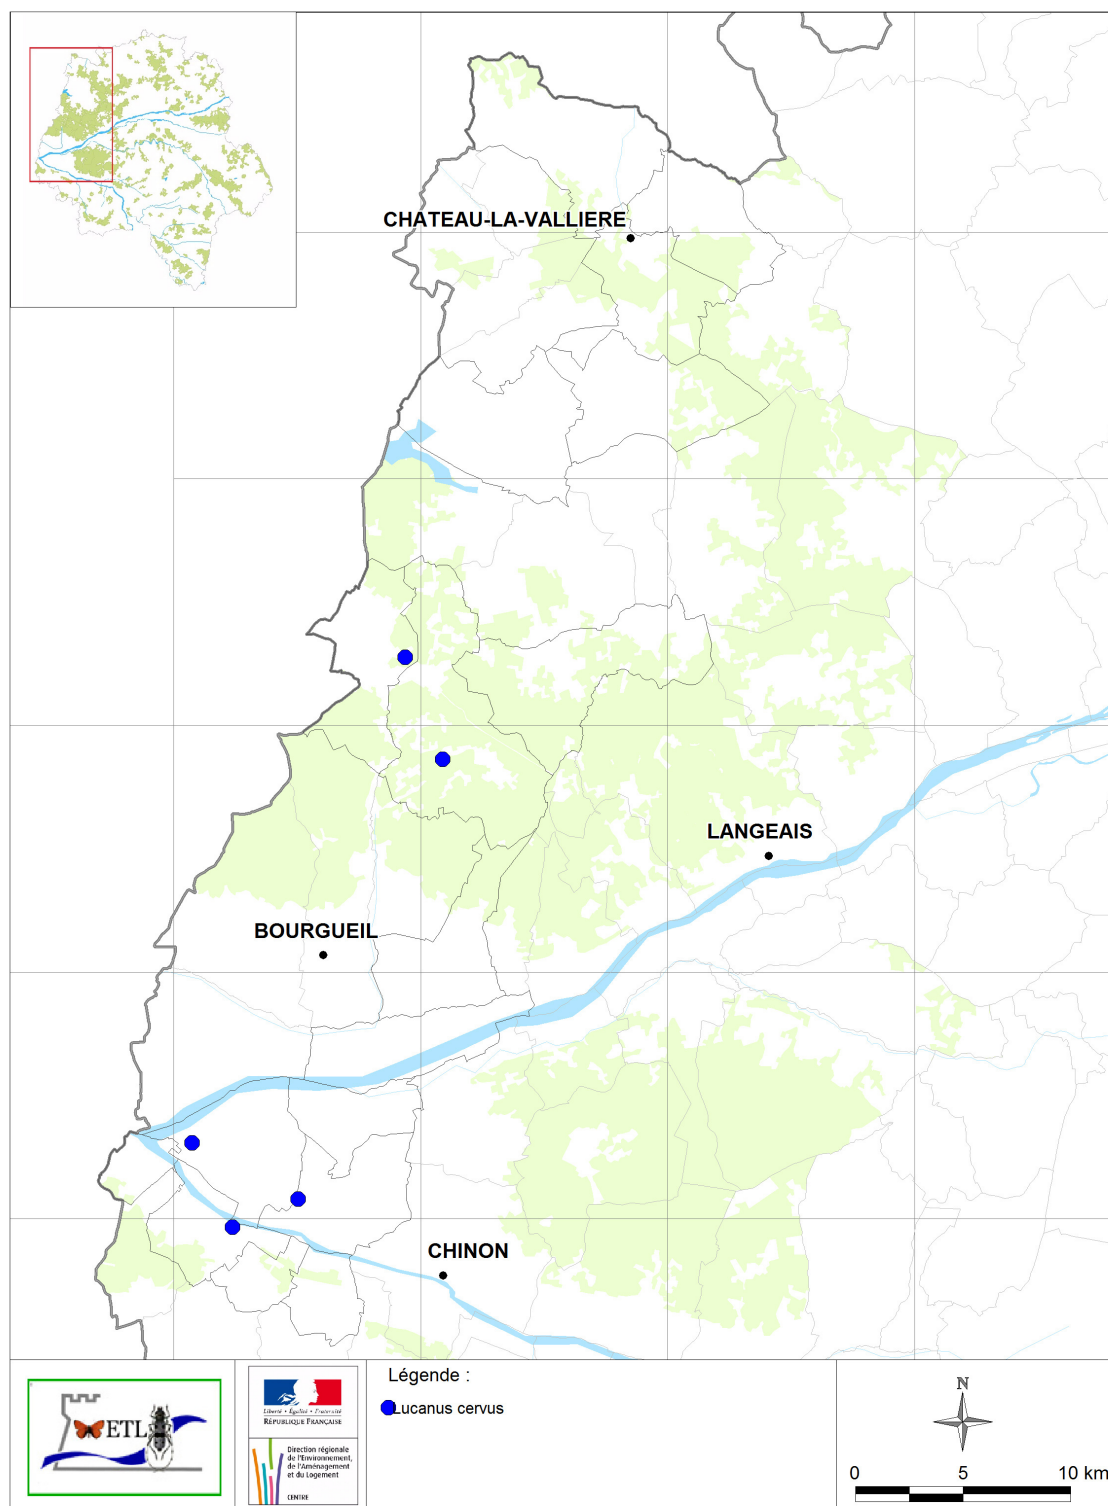 CHATEAU-LA-VALLIERE
LANGEAIS
BOURGUEIL
CHINON
ETL
Liberté • Égalité • Fraternité
RÉPUBLIQUE FRANÇAISE
Direction régionale
de l'Environnement,
de l'Aménagement
et du Logement
CENTRE
Légende :
Lucanus cervus
N
0 5 10 km